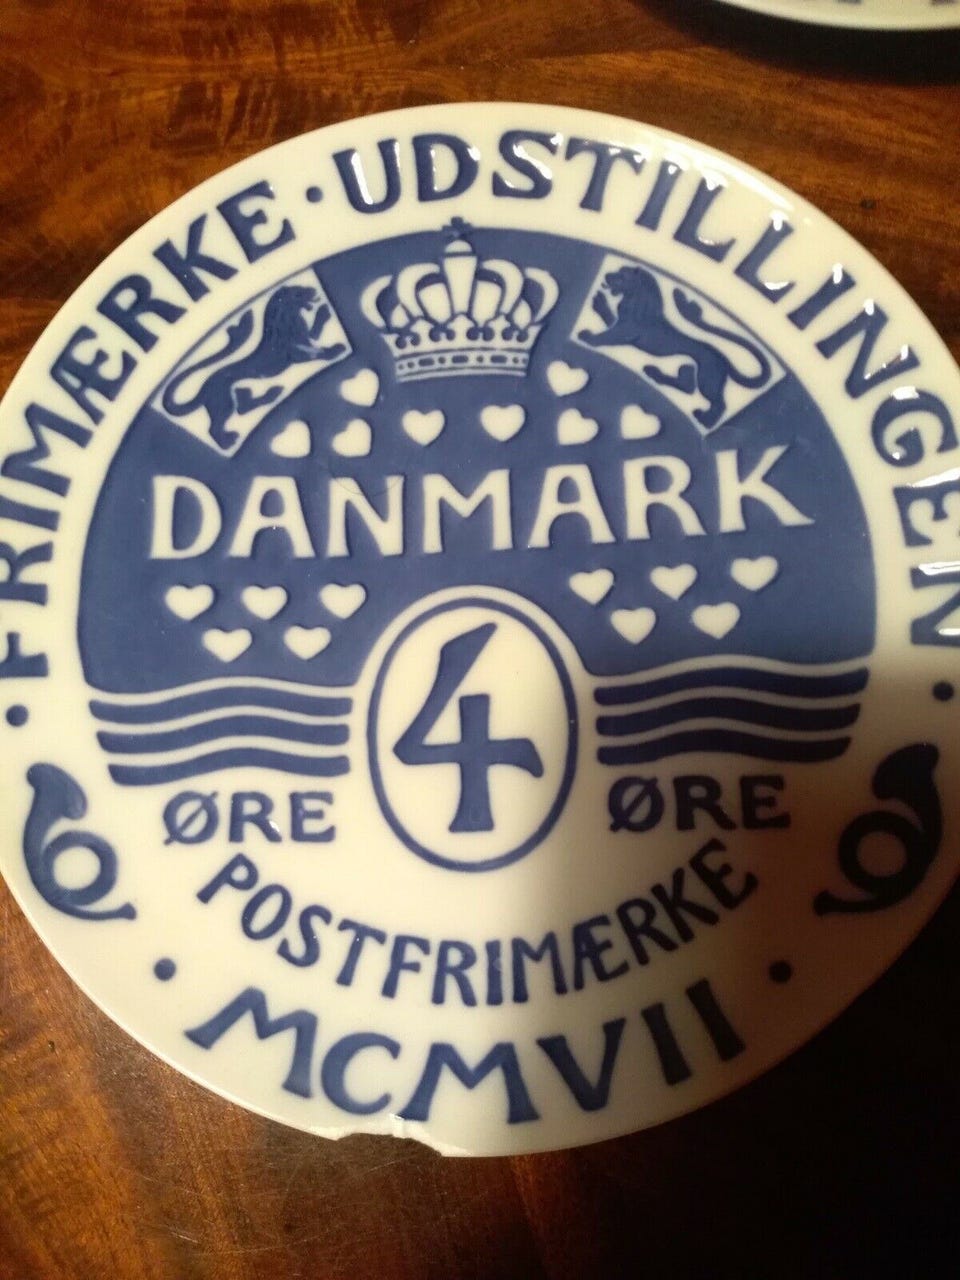 FRIMÆRKE · UDSTILLINGEN
DANMARK
4
ØRE ØRE
POSTFRIMÆRKE
· MCMVII ·